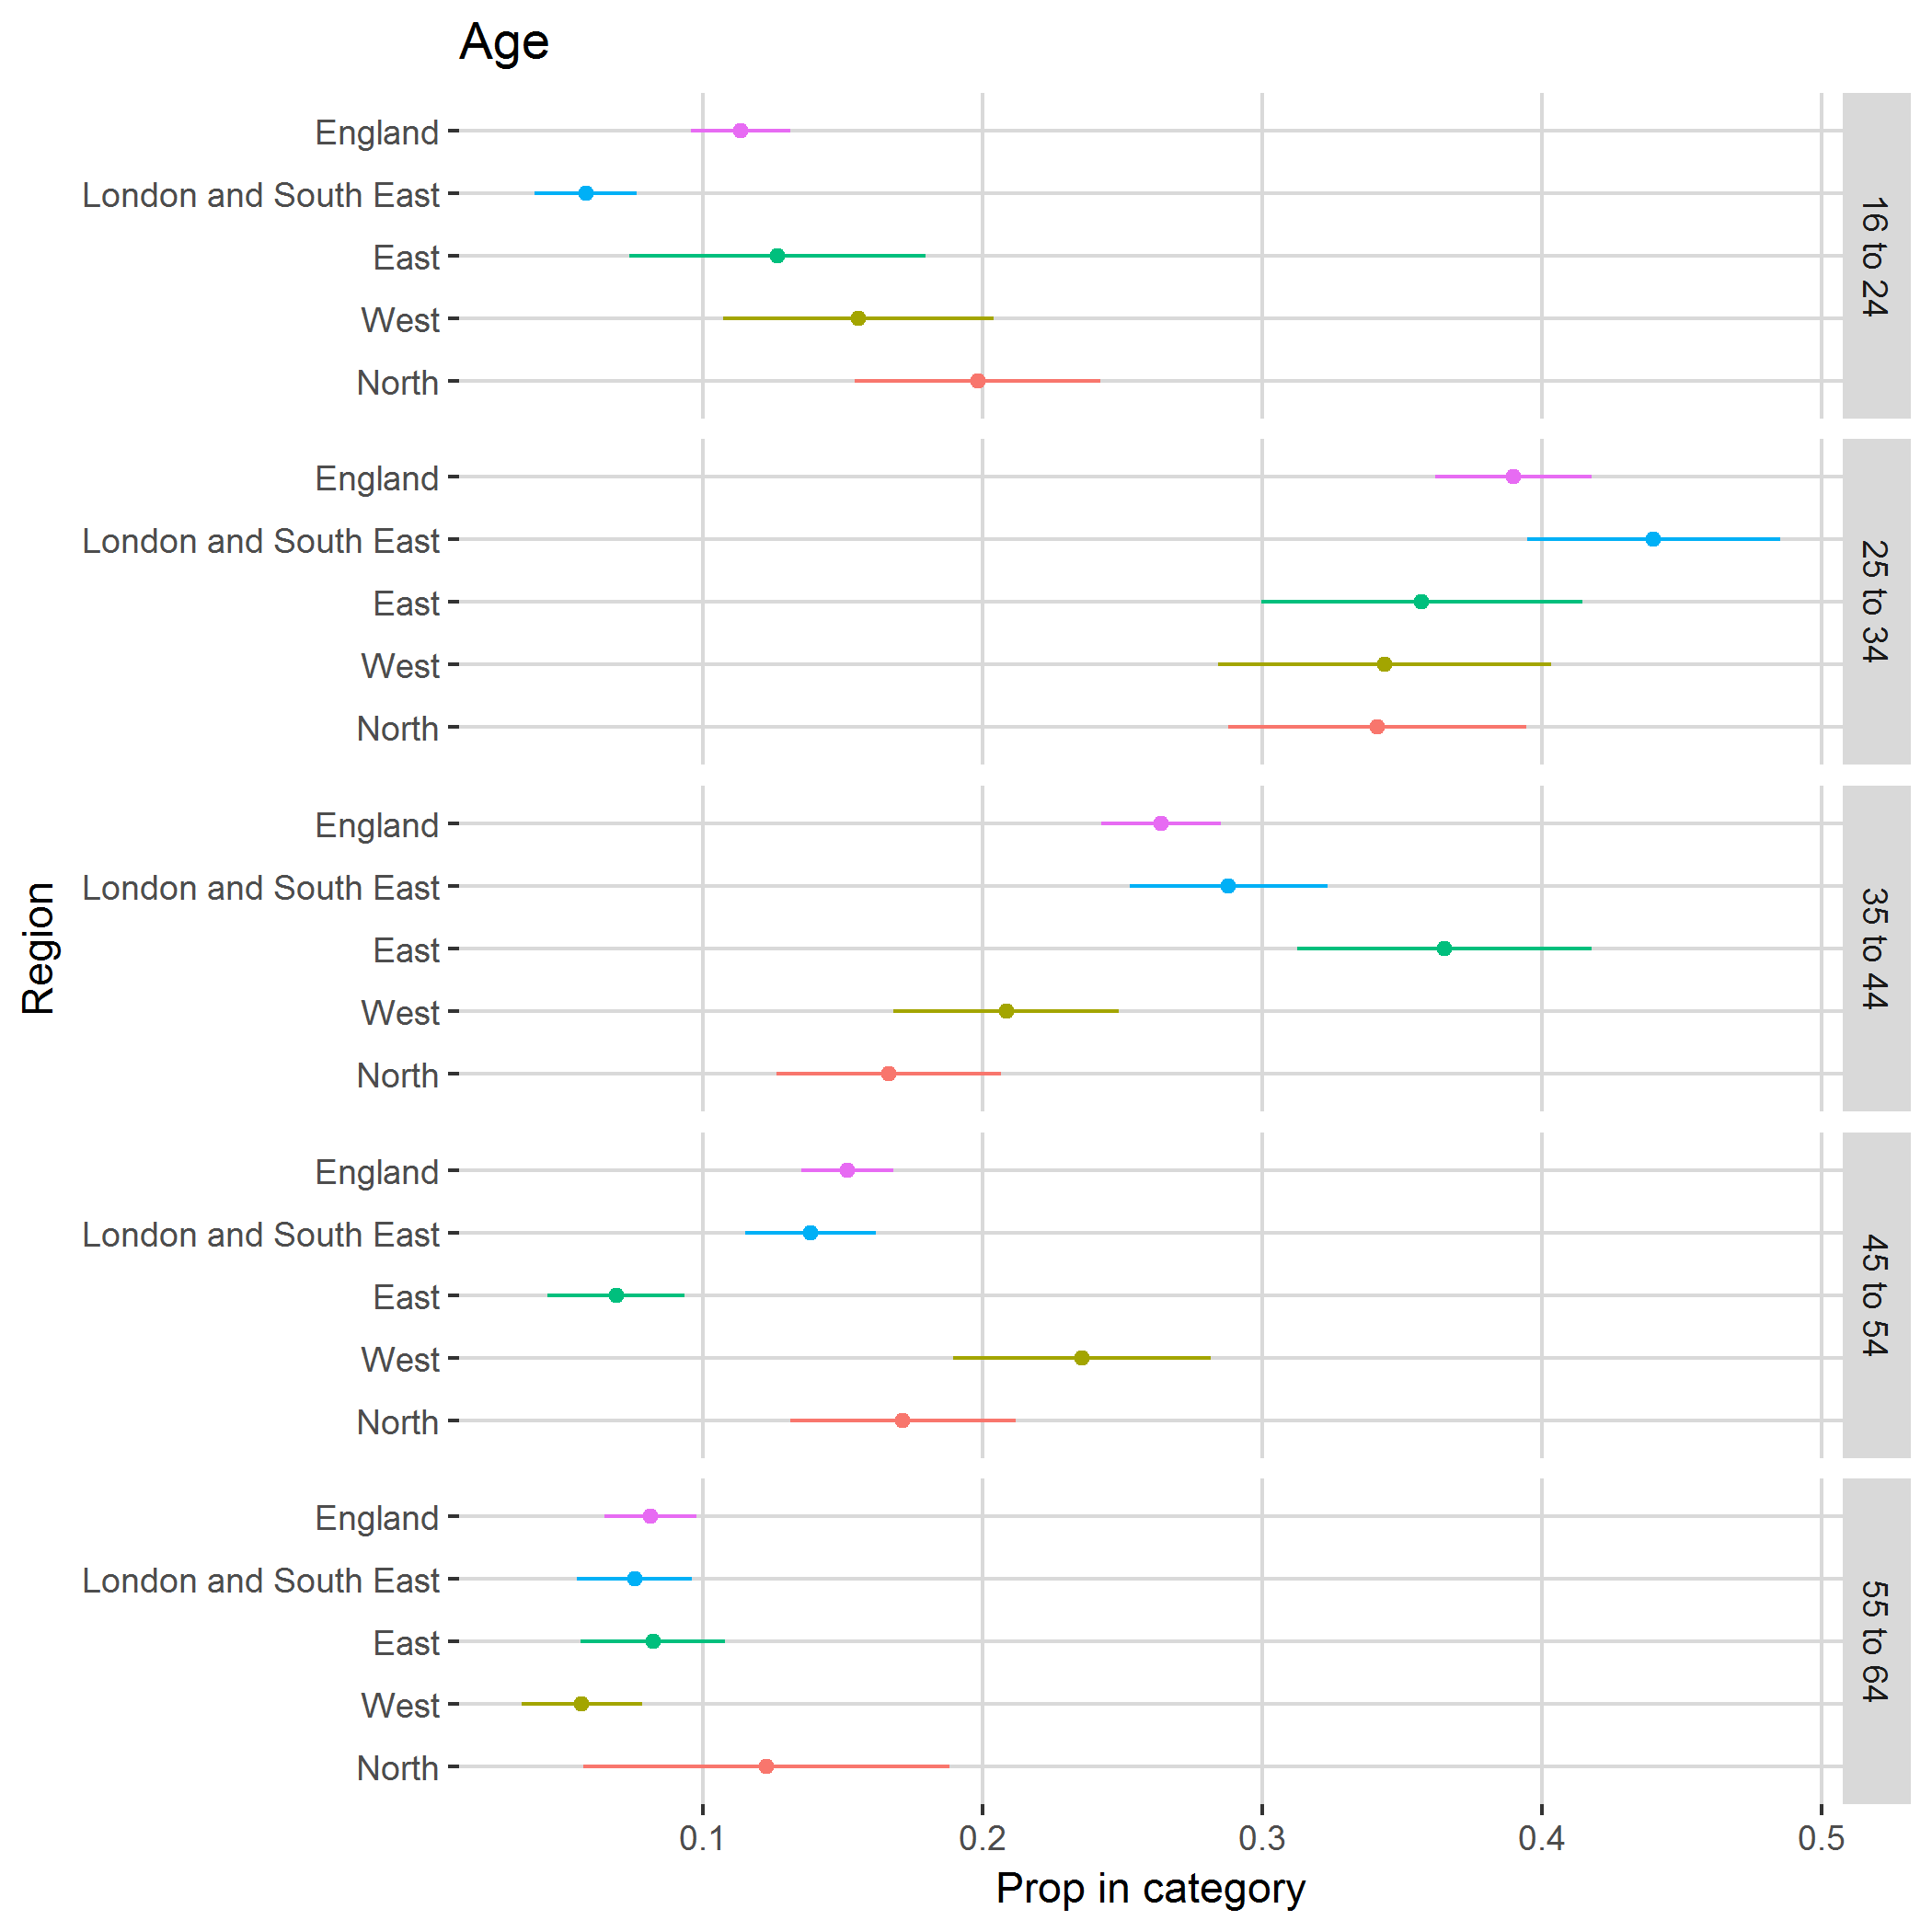 Age
England
London and South East
East
West
North
16 to 24
England
London and South East
East
West
North
25 to 34
England
London and South East
East
West
North
35 to 44
England
London and South East
East
West
North
45 to 54
England
London and South East
East
West
North
55 to 64
Region
0.1 0.2 0.3 0.4 0.5
Prop in category